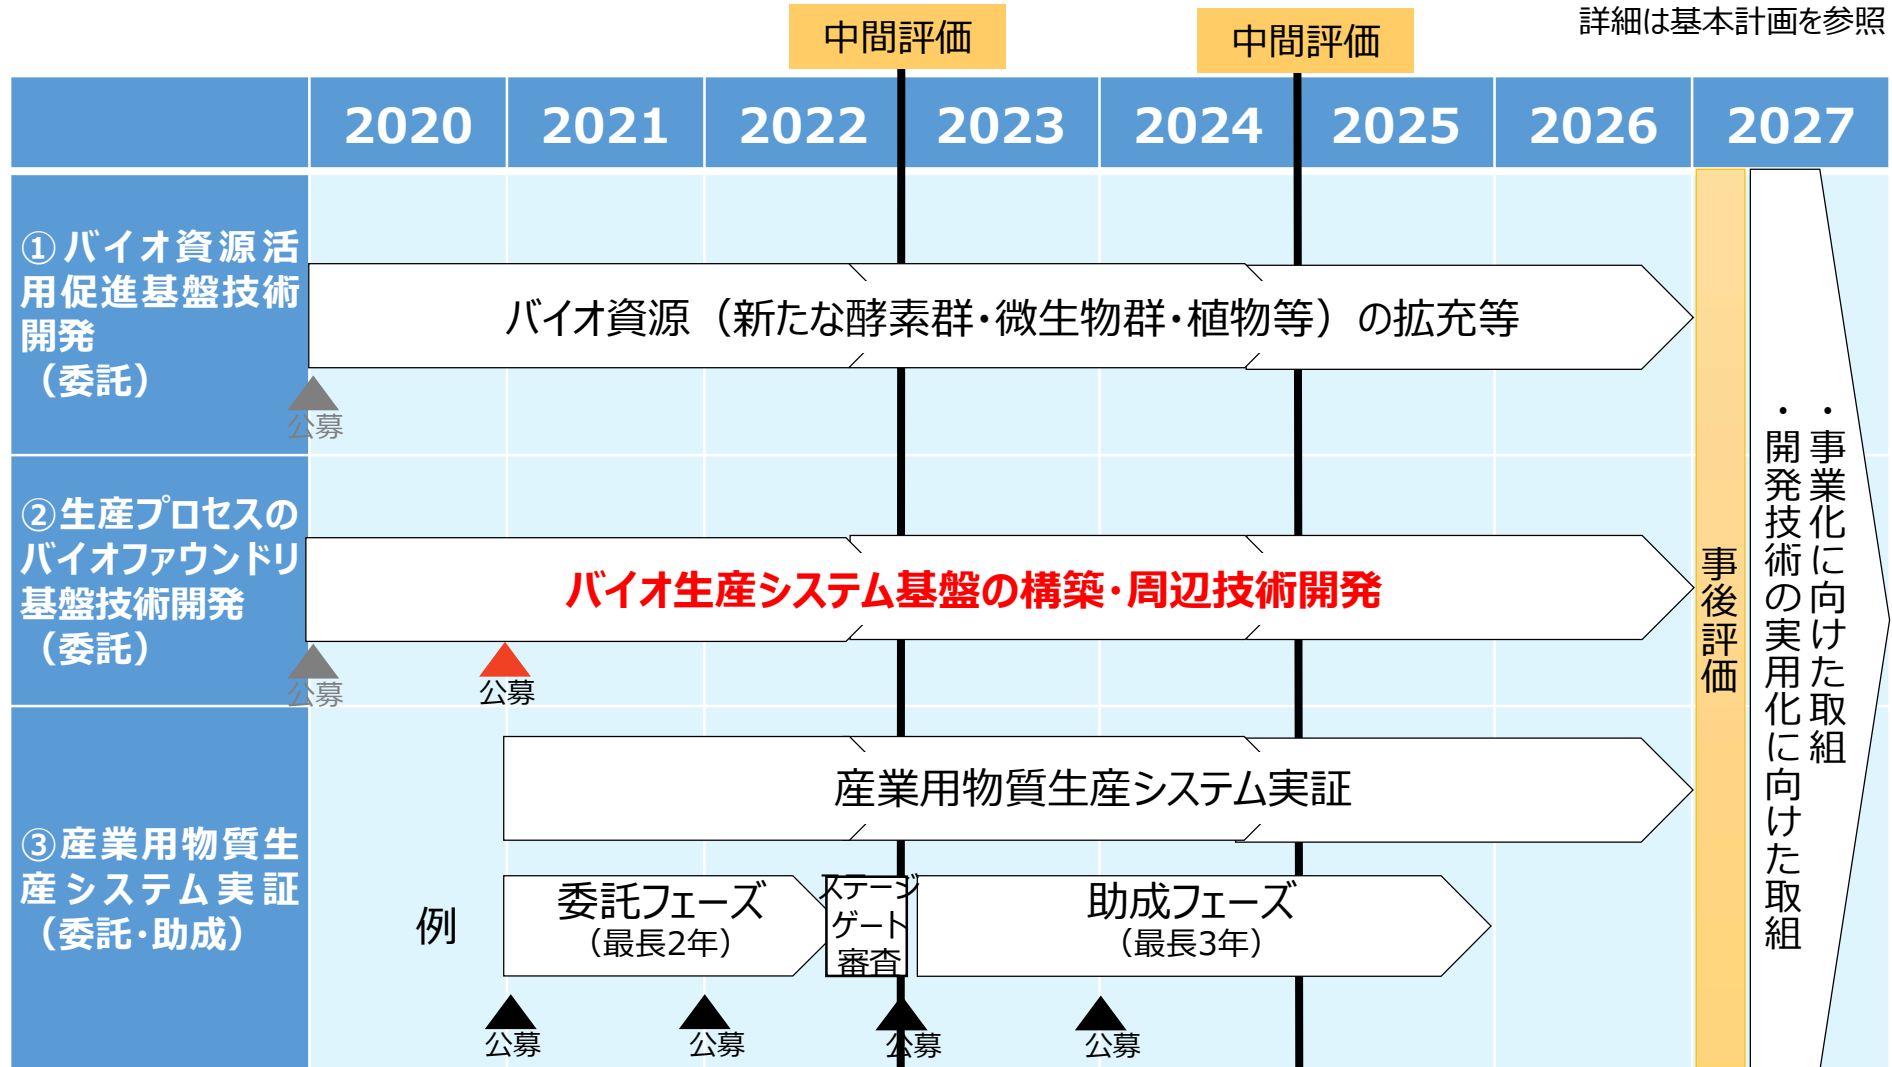 中間評価
中間評価
詳細は基本計画を参照
2020
2021
2022
2023
2024
2025
2026
2027
①バイオ資源活
用促進基盤技術
開発
（委託）
バイオ資源（新たな酵素群・微生物群・植物等）の拡充等
公募
②生産プロセスの
バイオファウンドリ
基盤技術開発
（委託）
バイオ生産システム基盤の構築・周辺技術開発
公募
公募
③産業用物質生
産システム実証
（委託・助成）
産業用物質生産システム実証
例
委託フェーズ
（最長2年）
ステージ
ゲート
審査
助成フェーズ
（最長3年）
公募
公募
公募
公募
事後評価
・事業化に向けた取組
・開発技術の実用化に向けた取組